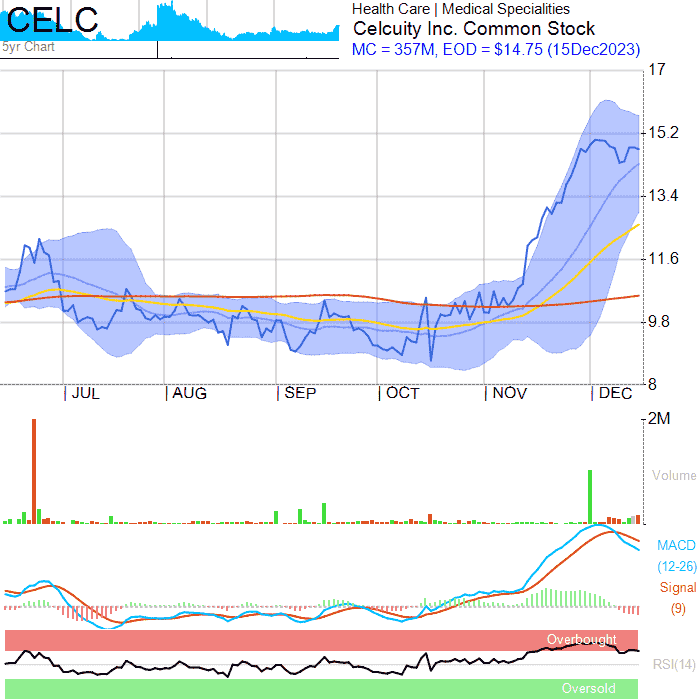 CELC
5yr Chart
Health Care | Medical Specialities
Celcuity Inc. Common Stock
MC = 357M, EOD = $14.75 (15Dec2023)
17
15.2
13.4
11.6
9.8
8
JUL AUG SEP OCT NOV DEC
2M
Volume
MACD
(12-26)
Signal
(9)
Overbought
RSI(14)
Oversold